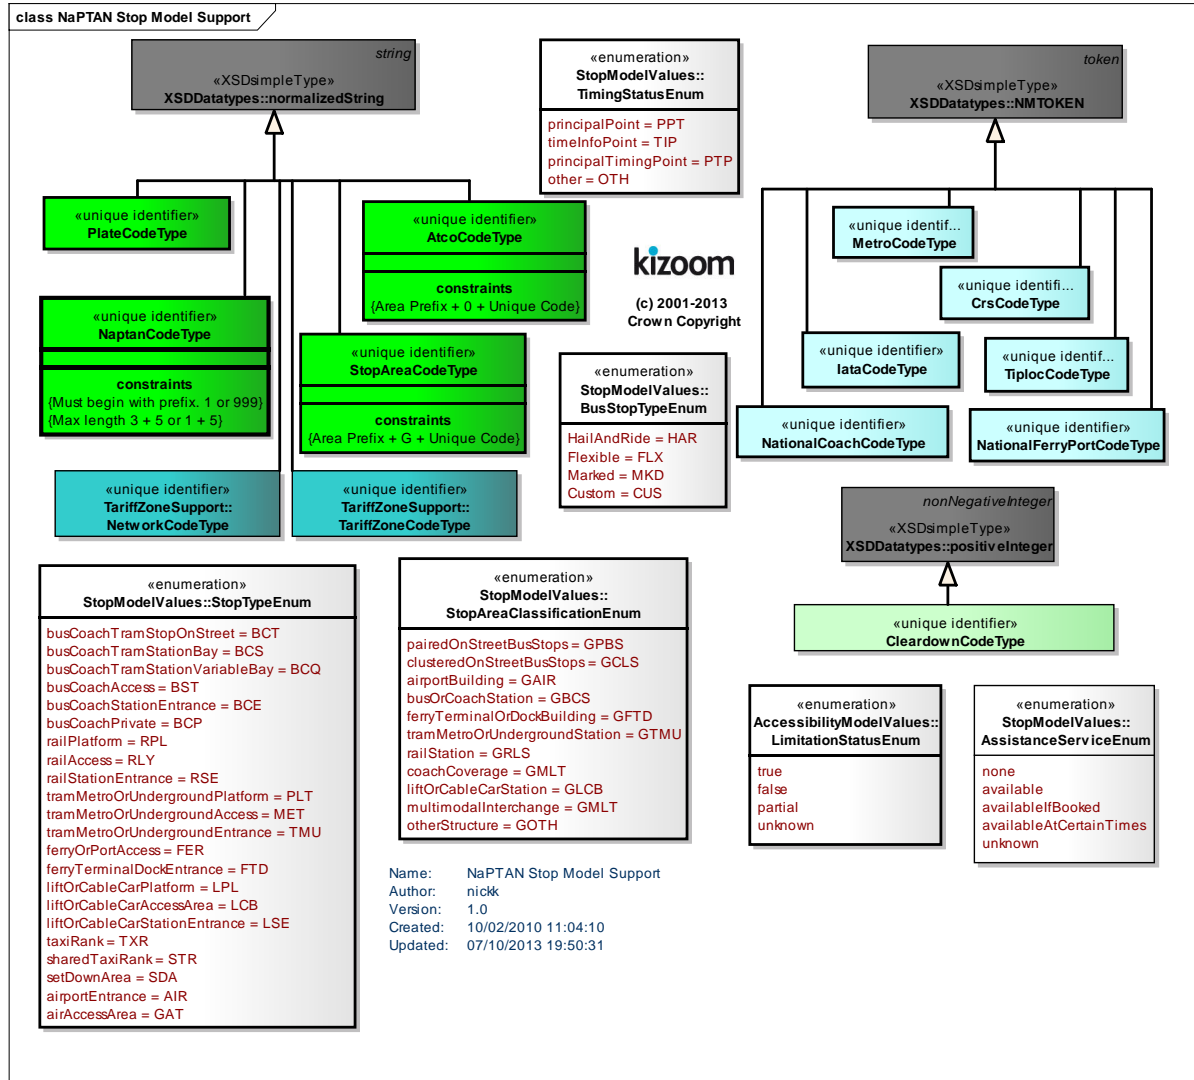 class NaPTAN Stop Model Support
string
«XSDsimpleType»
XSDDatatypes::normalizedString
«enumeration»
StopModelValues::
TimingStatusEnum
principalPoint = PPT
timeInfoPoint = TIP
principalTimingPoint = PTP
other = OTH
token
«XSDsimpleType»
XSDDatatypes::NMTOKEN
«unique identifier»
PlateCodeType
«unique identifier»
AtcoCodeType
constraints
{Area Prefix + 0 + Unique Code}
«unique identif...
MetroCodeType
kizoom
(c) 2001-2013
Crown Copyright
«unique identifi...
CrsCodeType
«unique identifier»
NaptanCodeType
constraints
{Must begin with prefix. 1 or 999}
{Max length 3 + 5 or 1 + 5}
«unique identifier»
StopAreaCodeType
constraints
{Area Prefix + G + Unique Code}
«enumeration»
StopModelValues::
BusStopTypeEnum
HailAndRide = HAR
Flexible = FLX
Marked = MKD
Custom = CUS
«unique identifier»
IataCodeType
«unique identif...
TiplocCodeType
«unique identifier»
NationalCoachCodeType
«unique identifier»
NationalFerryPortCodeType
«unique identifier»
TariffZoneSupport::
NetworkCodeType
«unique identifier»
TariffZoneSupport::
TariffZoneCodeType
nonNegativeInteger
«XSDsimpleType»
XSDDatatypes::positiveInteger
«unique identifier»
CleardownCodeType
«enumeration»
StopModelValues::StopTypeEnum
busCoachTramStopOnStreet = BCT
busCoachTramStationBay = BCS
busCoachTramStationVariableBay = BCQ
busCoachAccess = BST
busCoachStationEntrance = BCE
busCoachPrivate = BCP
railPlatform = RPL
railAccess = RLY
railStationEntrance = RSE
tramMetroOrUndergroundPlatform = PLT
tramMetroOrUndergroundAccess = MET
tramMetroOrUndergroundEntrance = TMU
ferryOrPortAccess = FER
ferryTerminalDockEntrance = FTD
liftOrCableCarPlatform = LPL
liftOrCableCarAccessArea = LCB
liftOrCableCarStationEntrance = LSE
taxiRank = TXR
sharedTaxiRank = STR
setDownArea = SDA
airportEntrance = AIR
airAccessArea = GAT
«enumeration»
StopModelValues::
StopAreaClassificationEnum
pairedOnStreetBusStops = GPBS
clusteredOnStreetBusStops = GCLS
airportBuilding = GAIR
busOrCoachStation = GBCS
ferryTerminalOrDockBuilding = GFTD
tramMetroOrUndergroundStation = GTMU
railStation = GRLS
coachCoverage = GMLT
liftOrCableCarStation = GLCB
multimodalInterchange = GMLT
otherStructure = GOTH
«enumeration»
AccessibilityModelValues::
LimitationStatusEnum
true
false
partial
unknown
«enumeration»
StopModelValues::
AssistanceServiceEnum
none
available
availableIfBooked
availableAtCertainTimes
unknown
Name: NaPTAN Stop Model Support
Author: nickk
Version: 1.0
Created: 10/02/2010 11:04:10
Updated: 07/10/2013 19:50:31